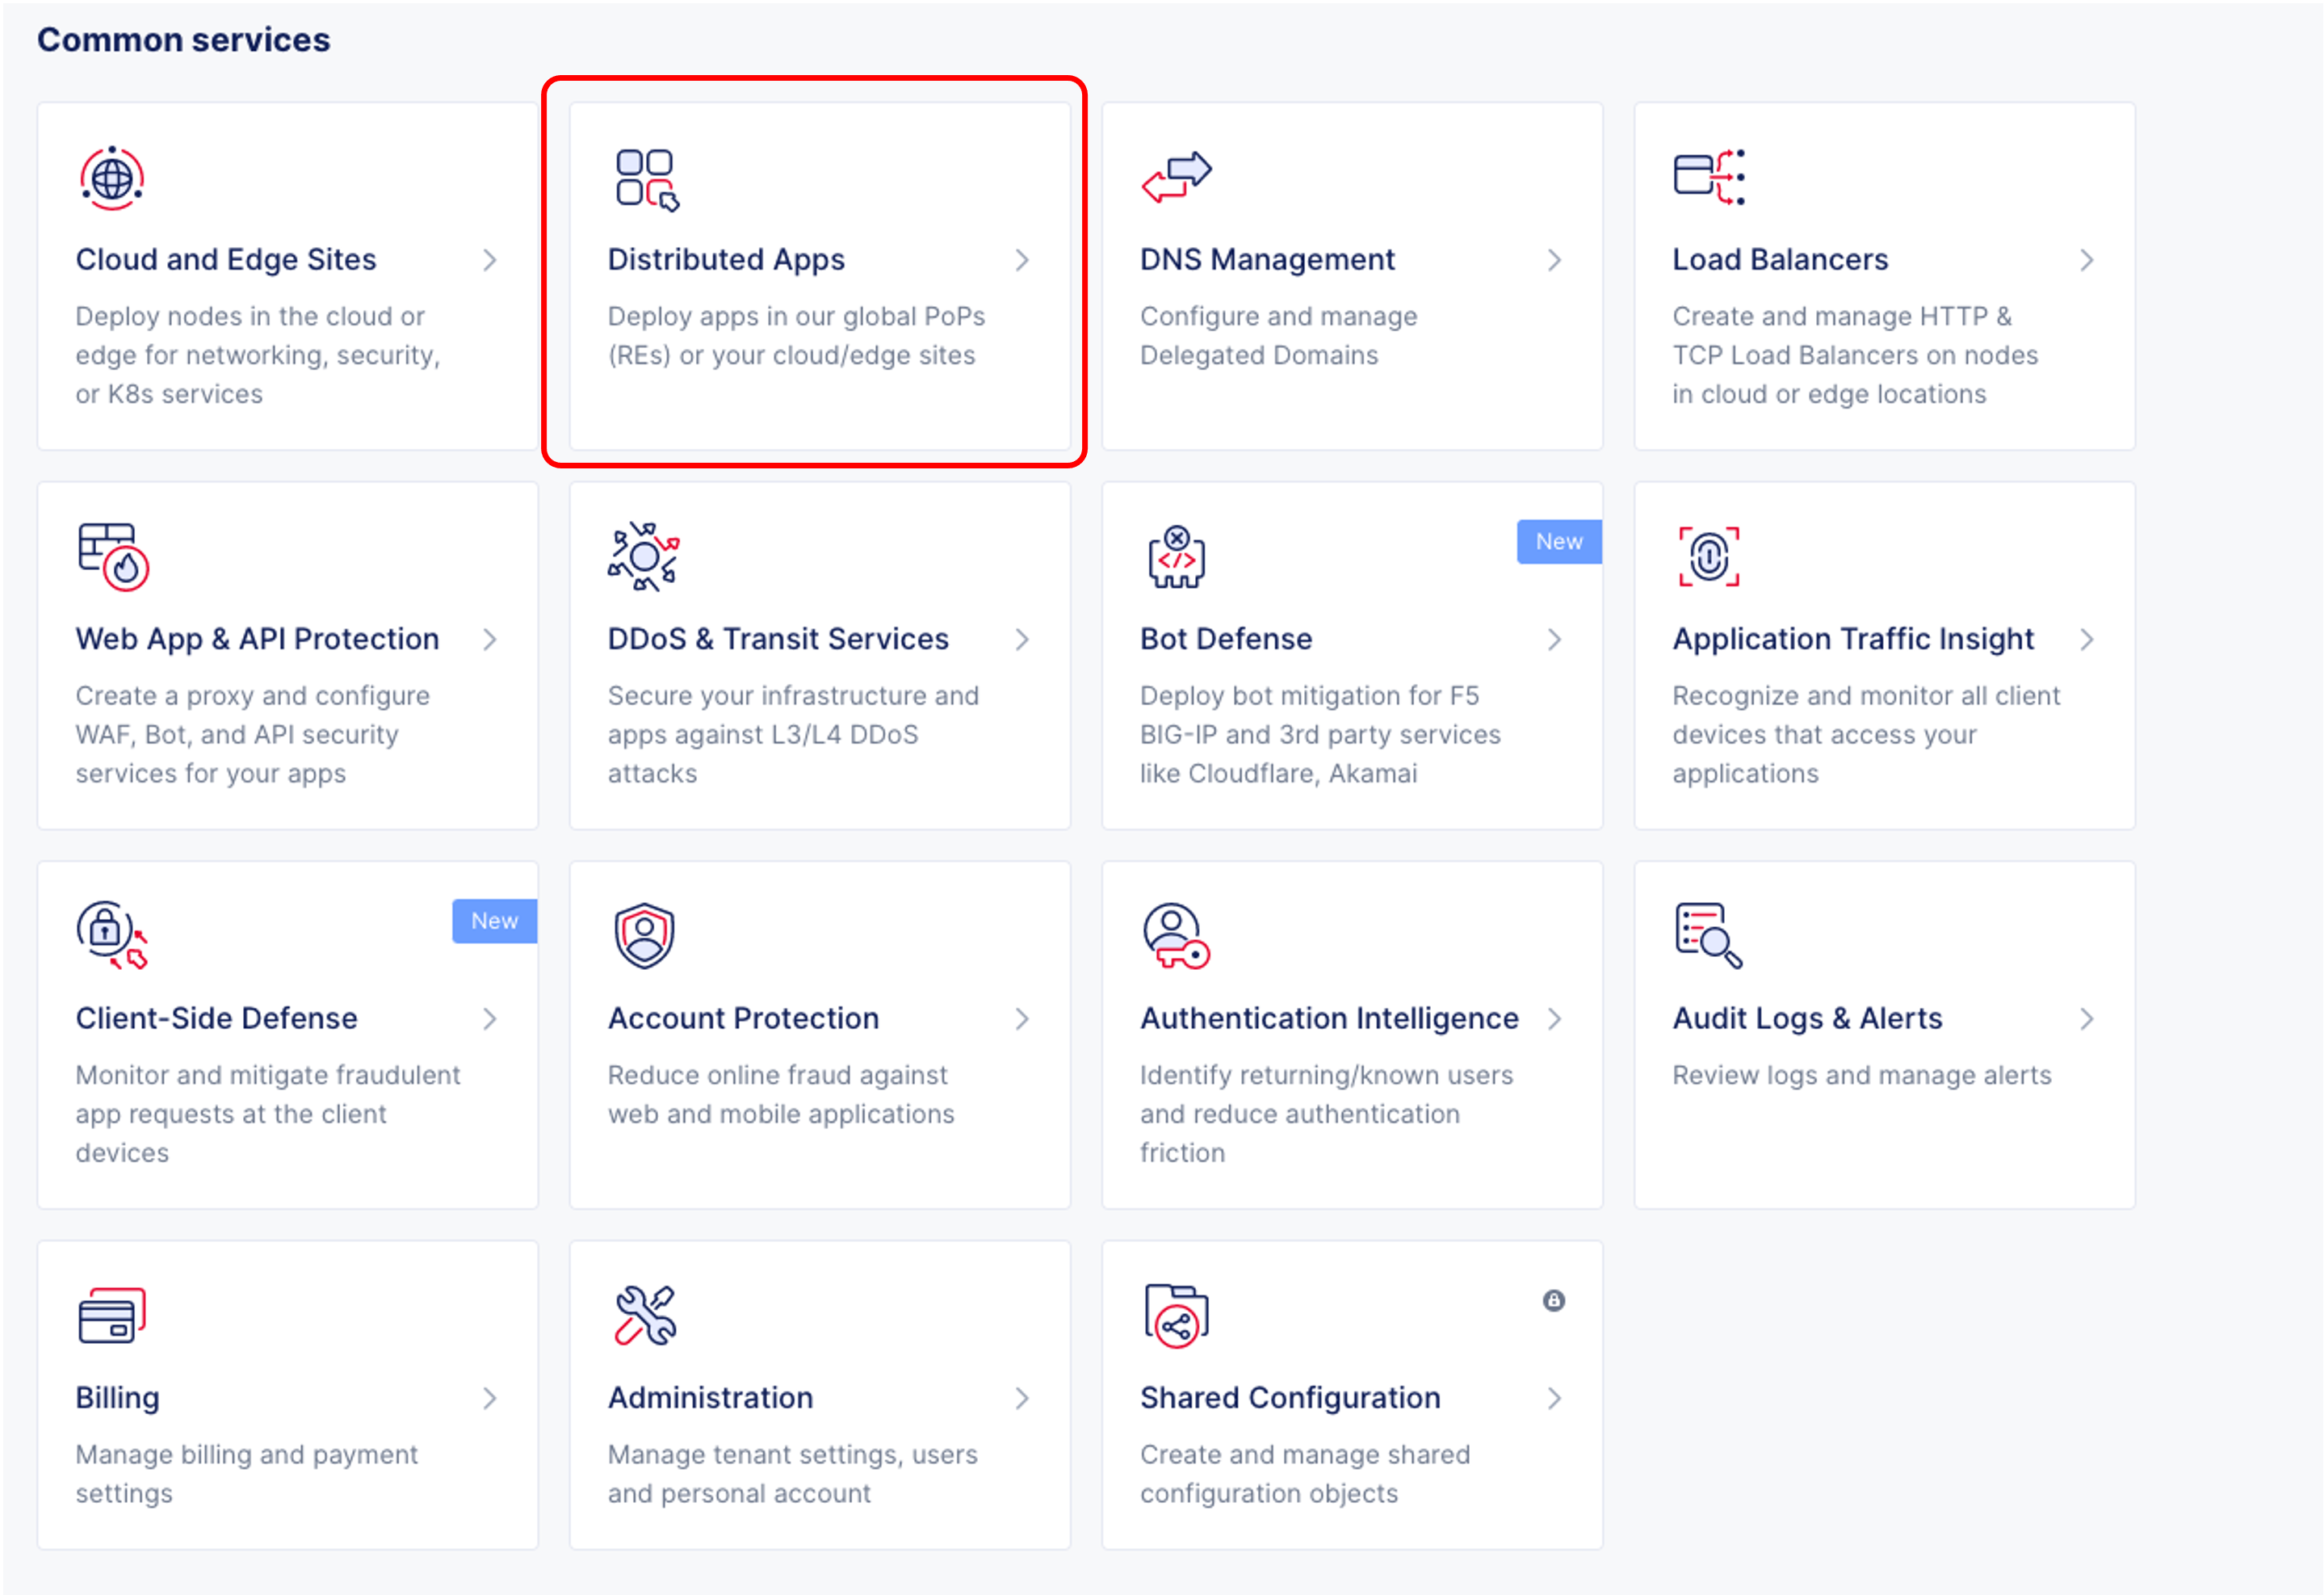 Common services
Cloud and Edge Sites
Deploy nodes in the cloud or
edge for networking, security,
or K8s services
Distributed Apps
Deploy apps in our global PoPs
(REs) or your cloud/edge sites
DNS Management
Configure and manage
Delegated Domains
Load Balancers
Create and manage HTTP &
TCP Load Balancers on nodes
in cloud or edge locations
Web App & API Protection
Create a proxy and configure
WAF, Bot, and API security
services for your apps
DDoS & Transit Services
Secure your infrastructure and
apps against L3/L4 DDoS
attacks
New
Bot Defense
Deploy bot mitigation for F5
BIG-IP and 3rd party services
like Cloudflare, Akamai
Application Traffic Insight
Recognize and monitor all client
devices that access your
applications
New
Client-Side Defense
Monitor and mitigate fraudulent
app requests at the client
devices
Account Protection
Reduce online fraud against
web and mobile applications
Authentication Intelligence
Identify returning/known users
and reduce authentication
friction
Audit Logs & Alerts
Review logs and manage alerts
Billing
Manage billing and payment
settings
Administration
Manage tenant settings, users
and personal account
Shared Configuration
Create and manage shared
configuration objects